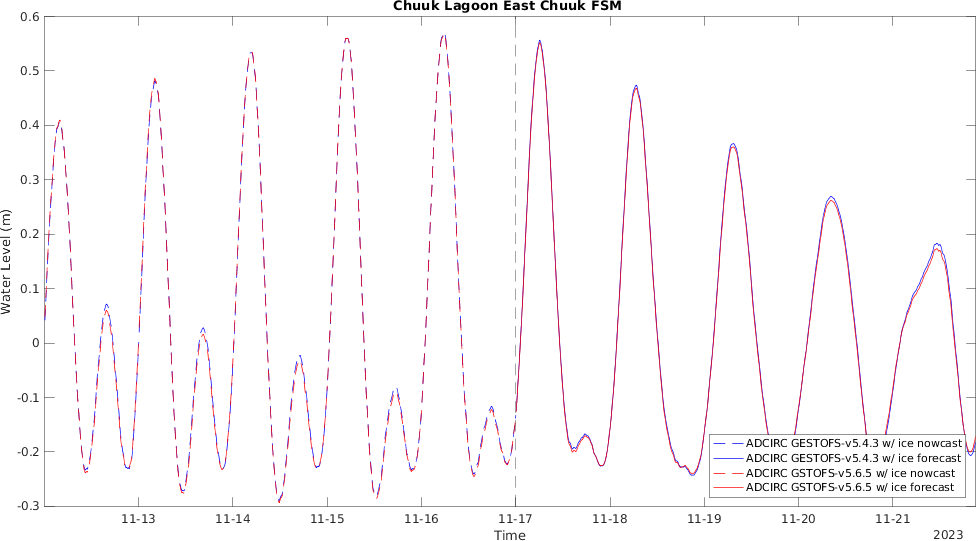 Chuuk Lagoon East Chuuk FSM
0.6
0.5
0.4
0.3
0.2
0.1
0
-0.1
-0.2
-0.3
Water Level (m)
ADCIRC GESTOFS-v5.4.3 w/ ice nowcast
ADCIRC GESTOFS-v5.4.3 w/ ice forecast
ADCIRC GSTOFS-v5.6.5 w/ ice nowcast
ADCIRC GSTOFS-v5.6.5 w/ ice forecast
11-13 11-14 11-15 11-16 11-17 11-18 11-19 11-20 11-21
Time
2023